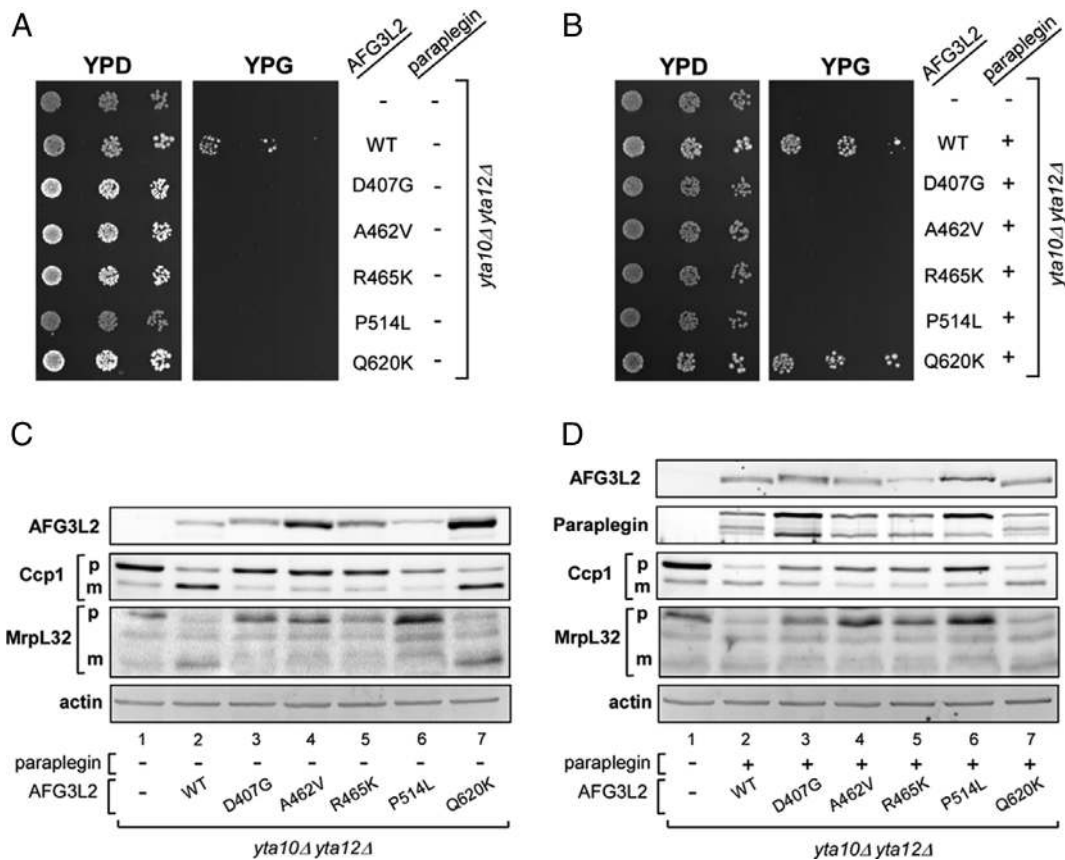 A
YPD YPG AFG3L2 paraplegin
- -
WT -
D407G -
A462V -
R465K -
P514L -
Q620K -
yta10Δ yta12Δ
B
YPD YPG AFG3L2 paraplegin
- -
WT +
D407G +
A462V +
R465K +
P514L +
Q620K +
yta10Δ yta12Δ
C
AFG3L2
Ccp1 p
m
MrpL32 p
m
actin
1 2 3 4 5 6 7
paraplegin - - - - - - -
AFG3L2 - WT D407G A462V R465K P514L Q620K
yta10Δ yta12Δ
D
AFG3L2
Paraplegin
Ccp1 p
m
MrpL32 p
m
actin
1 2 3 4 5 6 7
paraplegin - + + + + + +
AFG3L2 - WT D407G A462V R465K P514L Q620K
yta10Δ yta12Δ